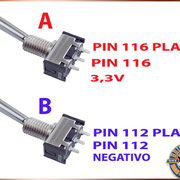 A
PIN 116 PLA
PIN 116
3,3V
B
PIN 112 PLA
PIN 112
NEGATIVO